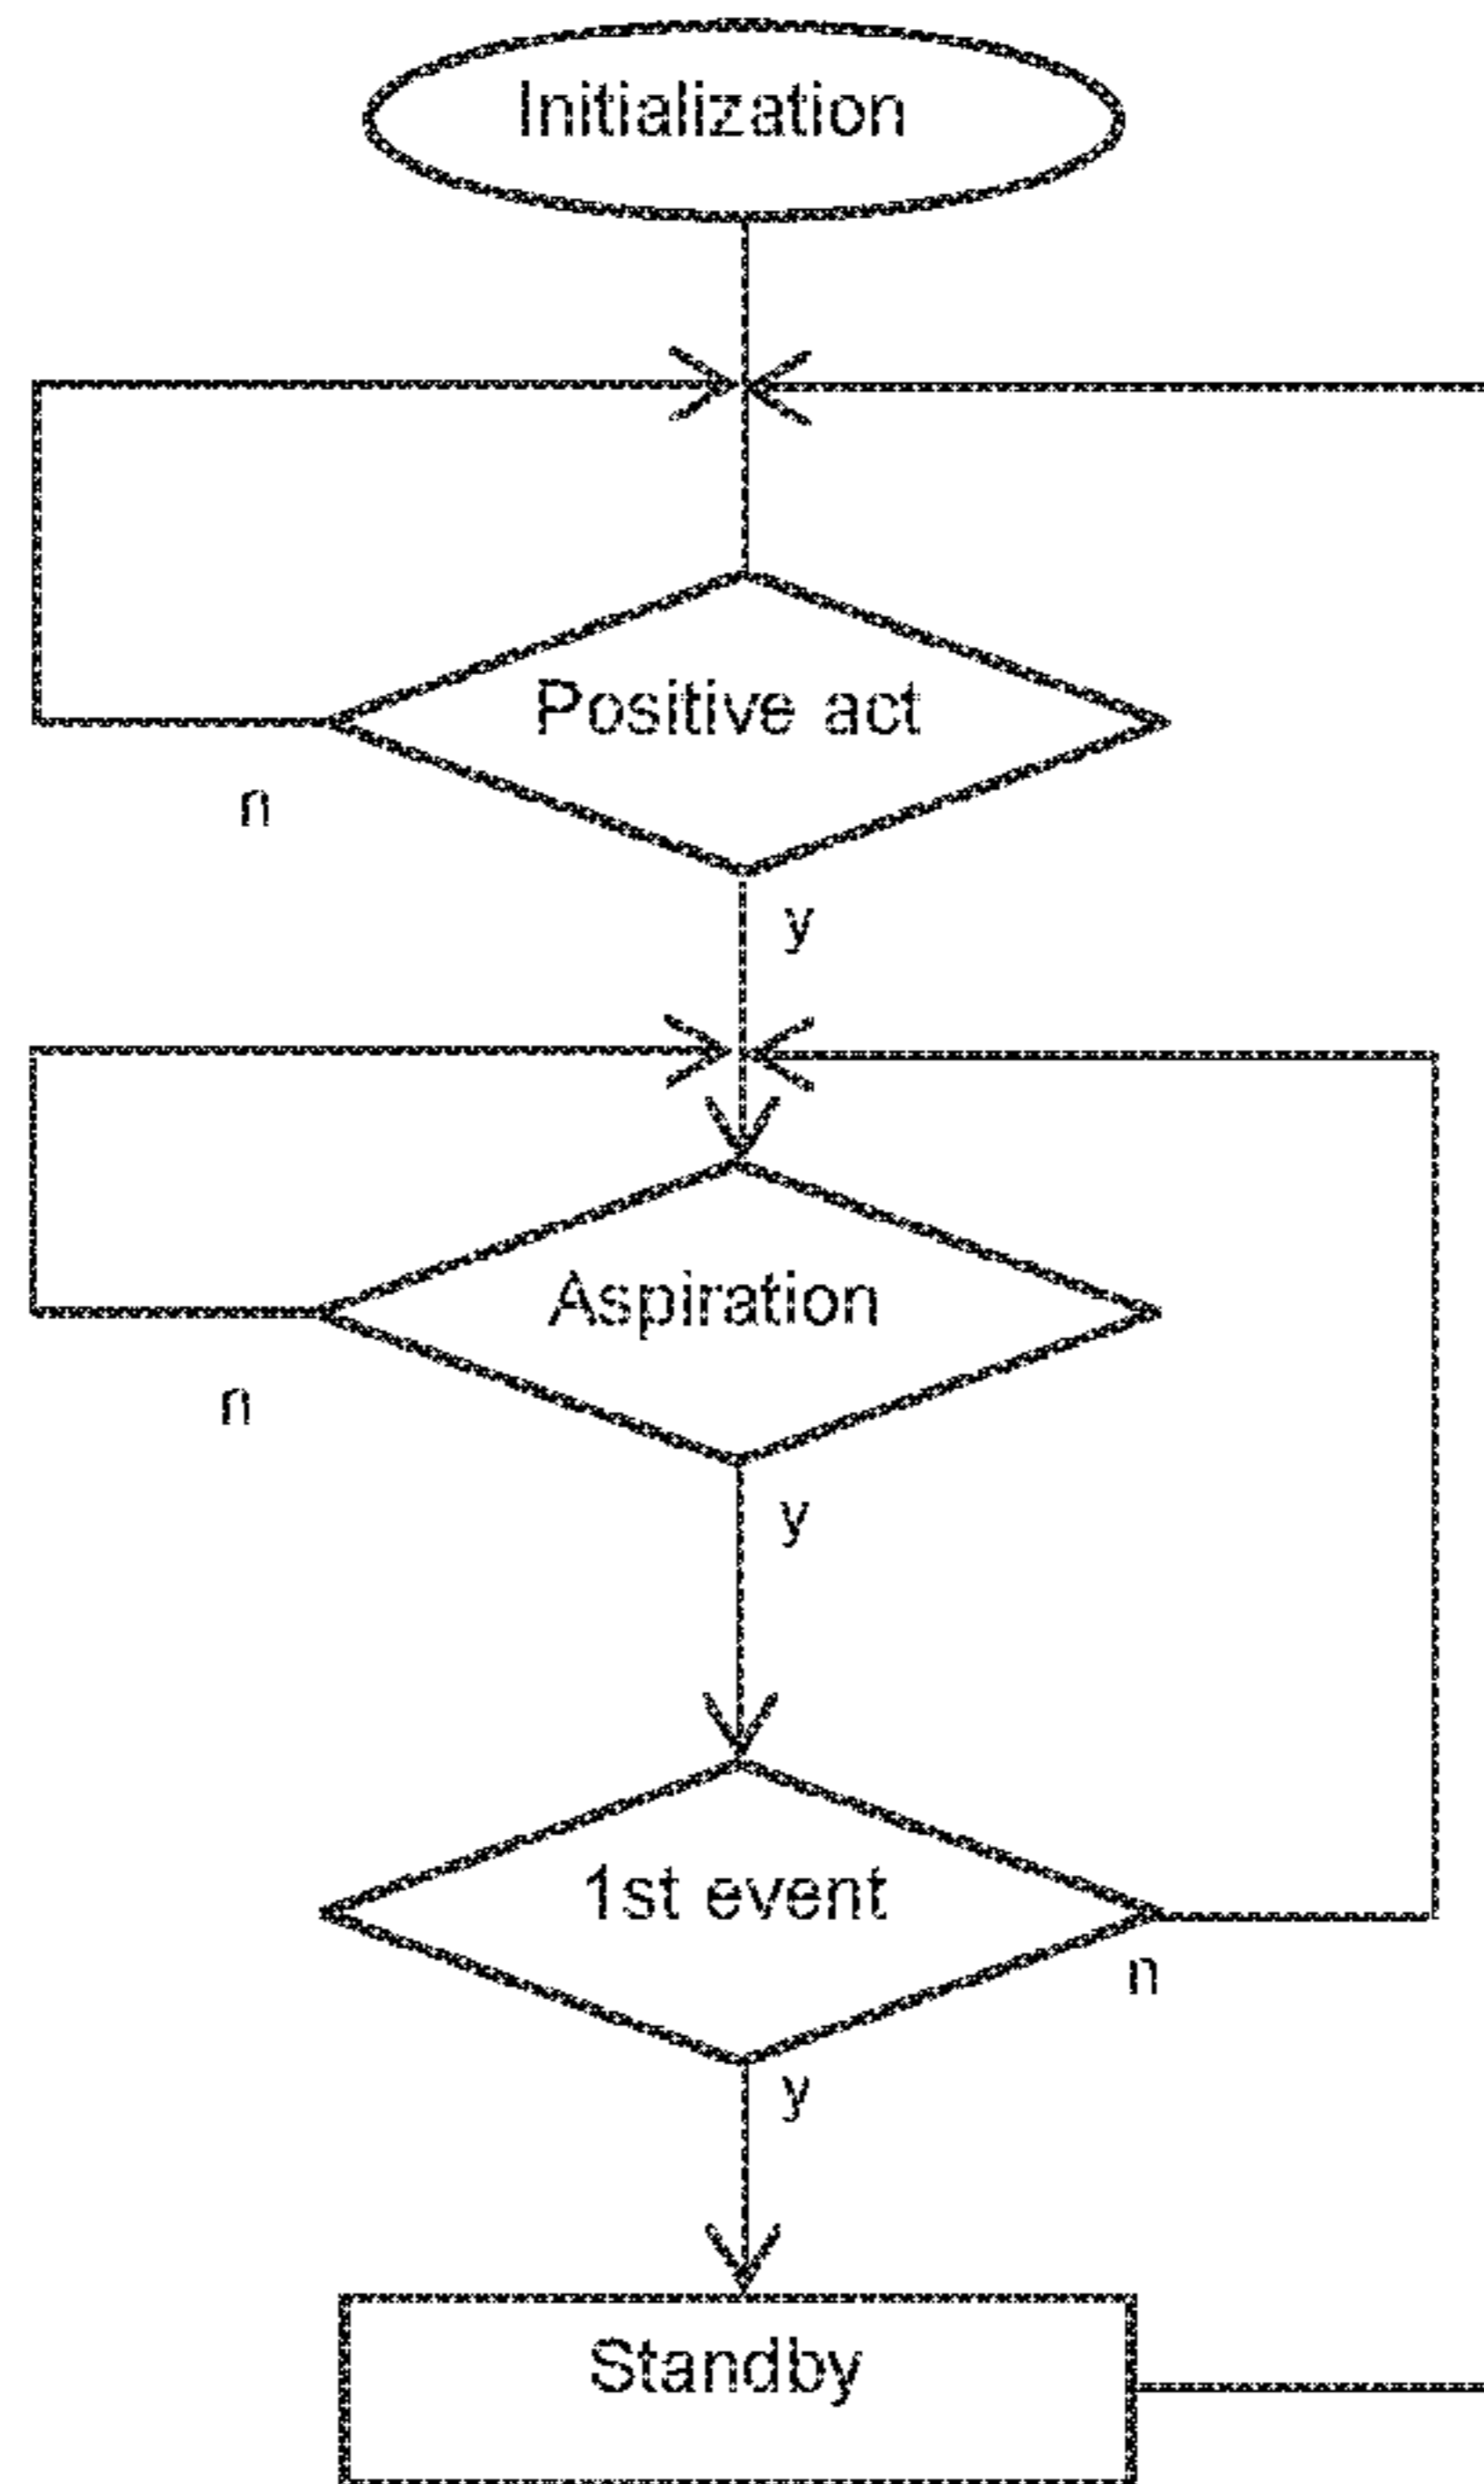 Initialization
Positive act
n
y
Aspiration
n
y
1st event
n
y
Standby